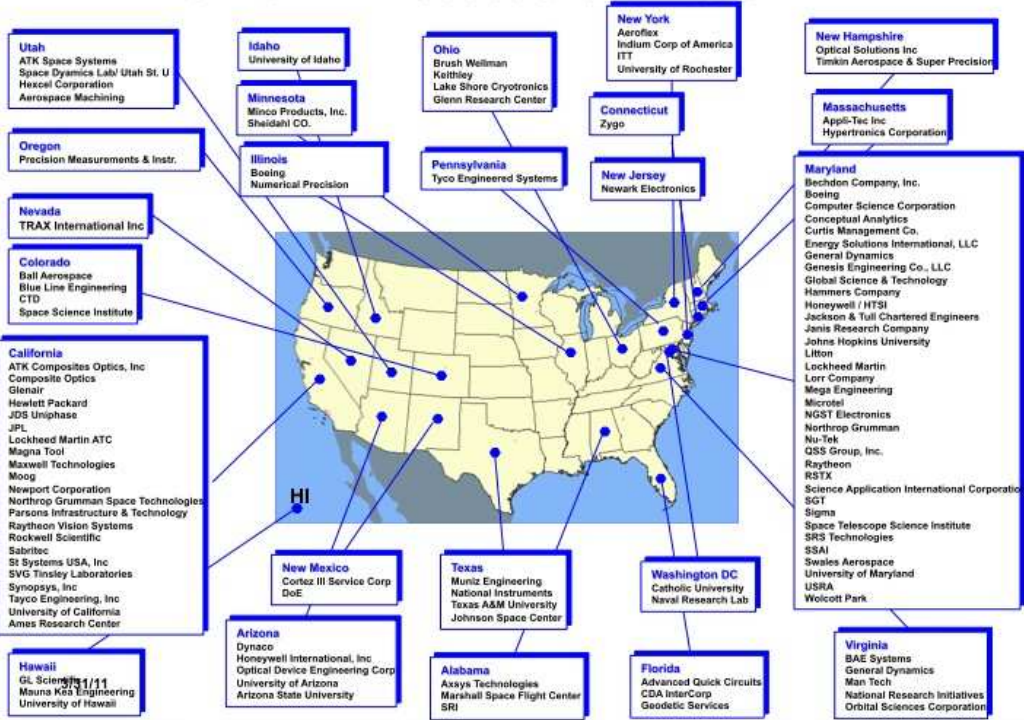 Utah
ATK Space Systems
Space Dyamics Lab/ Utah St. U
Hexcel Corporation
Aerospace Machining
Idaho
University of Idaho
Minnesota
Minco Products, Inc.
Sheidahl CO.
Illinois
Boeing
Numerical Precision
Ohio
Brush Wellman
Keithley
Lake Shore Cryotronics
Glenn Research Center
Pennsylvania
Tyco Engineered Systems
New York
Aeroflex
Indium Corp of America
ITT
University of Rochester
Connecticut
Zygo
New Jersey
Newark Electronics
New Hampshire
Optical Solutions Inc
Timkin Aerospace & Super Precision
Massachusetts
Appli-Tec Inc
Hypertronics Corporation
Oregon
Precision Measurements & Instr.
Nevada
TRAX International Inc
Colorado
Ball Aerospace
Blue Line Engineering
CTD
Space Science Institute
California
ATK Composites Optics, Inc
Composite Optics
Glenair
Hewlett Packard
JDS Uniphase
JPL
Lockheed Martin ATC
Magna Tool
Maxwell Technologies
Moog
Newport Corporation
Northrop Grumman Space Technologies
Parsons Infrastructure & Technology
Raytheon Vision Systems
Rockwell Scientific
Sabritec
St Systems USA, Inc
SVG Tinsley Laboratories
Synopsys, Inc
Tayco Engineering, Inc
University of California
Ames Research Center
HI
Maryland
Bechdon Company, Inc.
Boeing
Computer Science Corporation
Conceptual Analytics
Curtis Management Co.
Energy Solutions International, LLC
General Dynamics
Genesis Engineering Co., LLC
Global Science & Technology
Hammers Company
Honeywell / HTSI
Jackson & Tull Chartered Engineers
Janis Research Company
Johns Hopkins University
Litton
Lockheed Martin
Lorr Company
Mega Engineering
Microtel
NGST Electronics
Northrop Grumman
Nu-Tek
QSS Group, Inc.
Raytheon
RSTX
Science Application International Corporatio
SGT
Sigma
Space Telescope Science Institute
SRS Technologies
SSAI
Swales Aerospace
University of Maryland
USRA
Wolcott Park
Hawaii
GL
Mauna Kea Engineering
University of Hawaii
3/31/11
New Mexico
Cortez III Service Corp
DoE
Arizona
Dynaco
Honeywell International, Inc
Optical Device Engineering Corp
University of Arizona
Arizona State University
Texas
Muniz Engineering
National Instruments
Texas A&M University
Johnson Space Center
Alabama
Axsys Technologies
Marshall Space Flight Center
SRI
Washington DC
Catholic University
Naval Research Lab
Florida
Advanced Quick Circuits
CDA InterCorp
Geodetic Services
Virginia
BAE Systems
General Dynamics
Man Tech
National Research Initiatives
Orbital Sciences Corporation